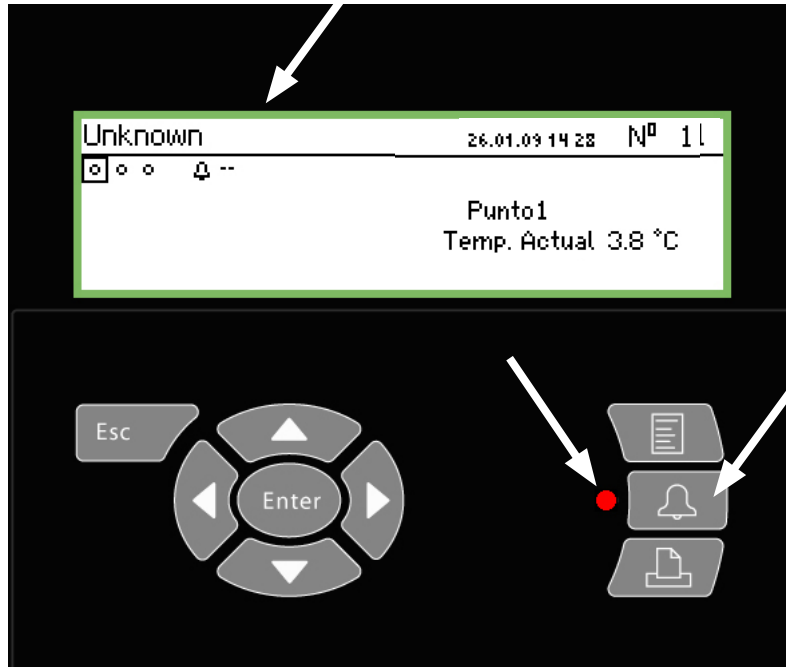 Unknown 26.01.09 14 28 Nº 1
--
Punto1
Temp. Actual 3.8 °C
Esc
Enter